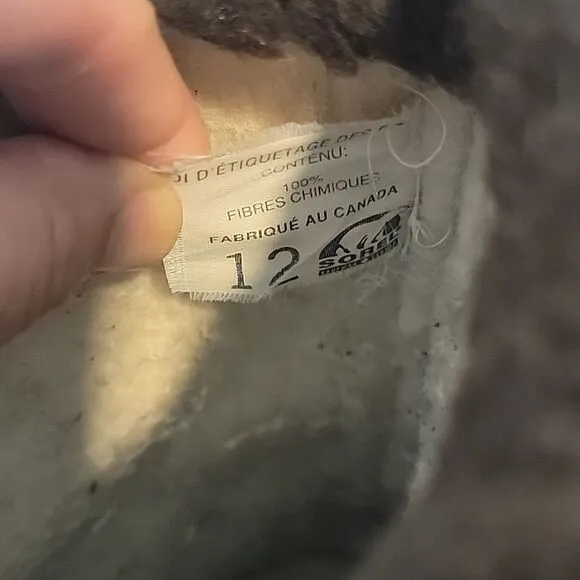 D'ÉTIQUETAGE DES
CONTENU:
100%
FIBRES CHIMIQUES
FABRIQUÉ AU CANADA
12
SOREL